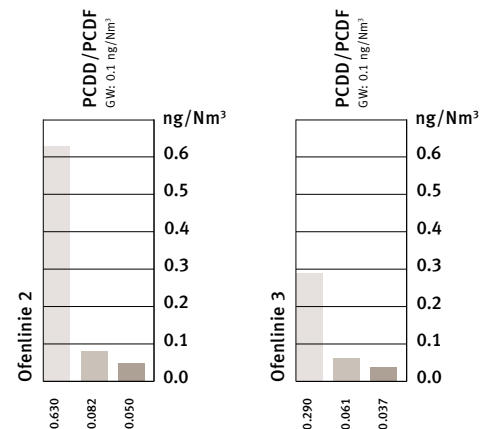 PCDD/PCDF
GW: 0.1 ng/Nm³
ng/Nm³
0.6
0.5
0.4
0.3
0.2
0.1
0.0
Ofenlinie 2
0.630
0.082
0.050
PCDD/PCDF
GW: 0.1 ng/Nm³
ng/Nm³
0.6
0.5
0.4
0.3
0.2
0.1
0.0
Ofenlinie 3
0.290
0.061
0.037